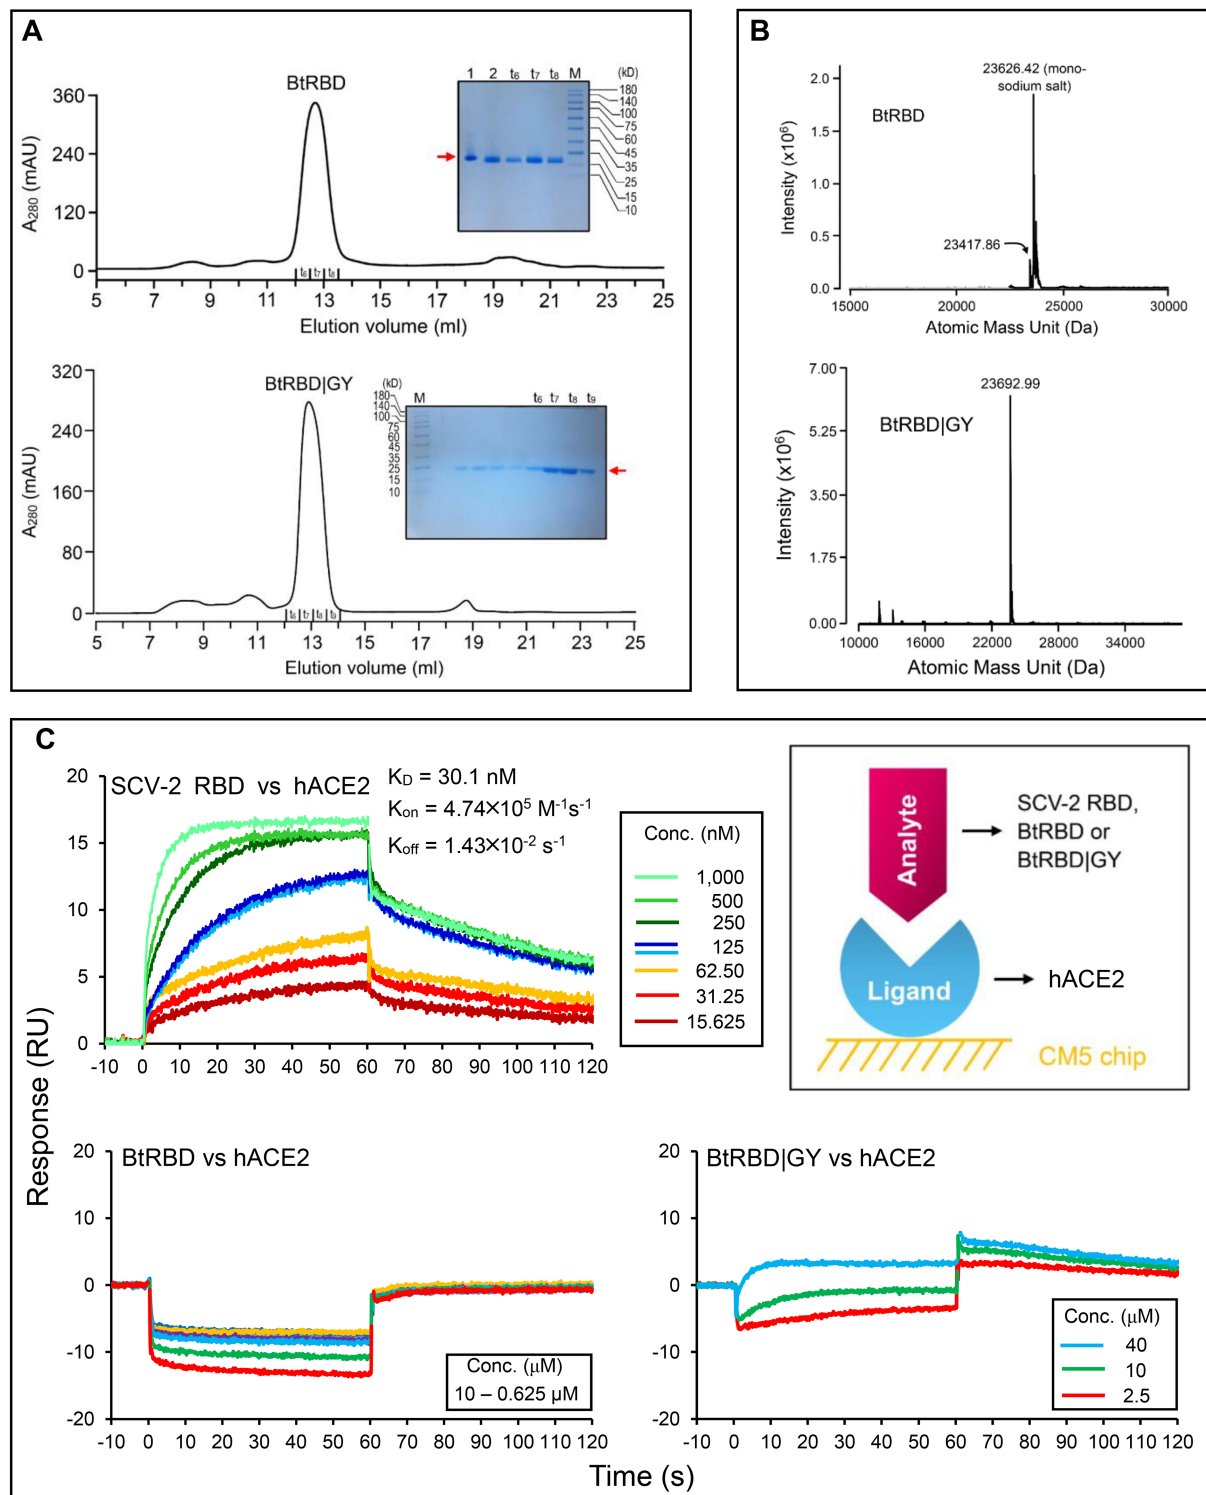 A
BtRBD
A280 (mAU)
360
240
120
0
5 7 9 11 13 15 17 19 21 23 25
t6 t7 t8
Elution volume (ml)
1 2 t6 t7 t8 M (kD)
180
140
100
75
60
45
35
25
15
10
BtRBD|GY
A280 (mAU)
320
240
160
80
0
5 7 9 11 13 15 17 19 21 23 25
t6 t7 t8 t9
Elution volume (ml)
(kD) M t6 t7 t8 t9
180
140
100
75
60
45
35
25
15
10
B
23626.42 (mono-
sodium salt)
BtRBD
23417.86
Intensity (x10⁶)
2.0
1.5
1.0
0.5
0.0
15000 20000 25000 30000
Atomic Mass Unit (Da)
23692.99
BtRBD|GY
Intensity (x10⁶)
7.00
5.25
3.50
1.75
0.00
10000 16000 22000 28000 34000
Atomic Mass Unit (Da)
C
SCV-2 RBD vs hACE2
KD = 30.1 nM
Kon = 4.74×10⁵ M⁻¹s⁻¹
Koff = 1.43×10⁻² s⁻¹
20
15
10
5
0
-10 0 10 20 30 40 50 60 70 80 90 100 110 120
Conc. (nM)
1,000
500
250
125
62.50
31.25
15.625
Analyte
SCV-2 RBD,
BtRBD or
BtRBD|GY
Ligand
hACE2
CM5 chip
Response (RU)
BtRBD vs hACE2
20
10
0
-10
-20
-10 0 10 20 30 40 50 60 70 80 90 100 110 120
Conc. (µM)
10 – 0.625 µM
BtRBD|GY vs hACE2
20
10
0
-10
-20
-10 0 10 20 30 40 50 60 70 80 90 100 110 120
Conc. (µM)
40
10
2.5
Time (s)